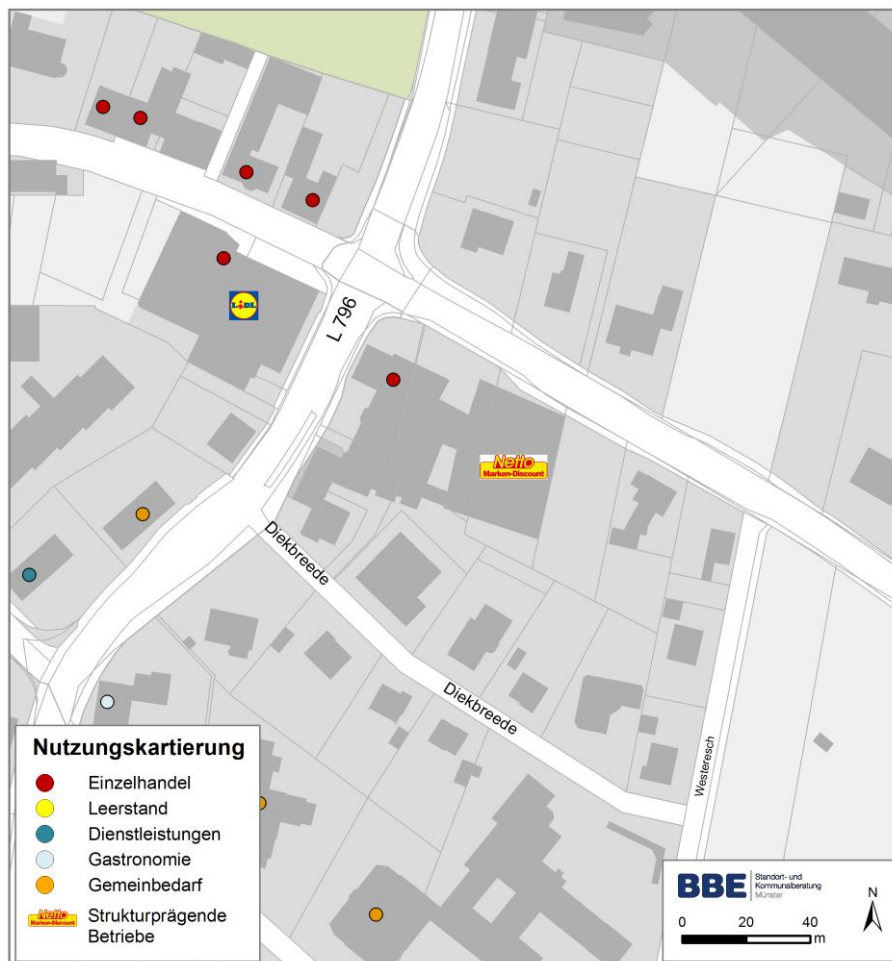 L 796
LiDL
Netto
Marken-Discount
Diekbreede
Diekbreede
Westeresch
Nutzungskartierung
Einzelhandel
Leerstand
Dienstleistungen
Gastronomie
Gemeinbedarf
Netto
Marken-Discount
Strukturprägende
Betriebe
BBE
Standort- und
Kommunalberatung
Münster
N
0 20 40
m